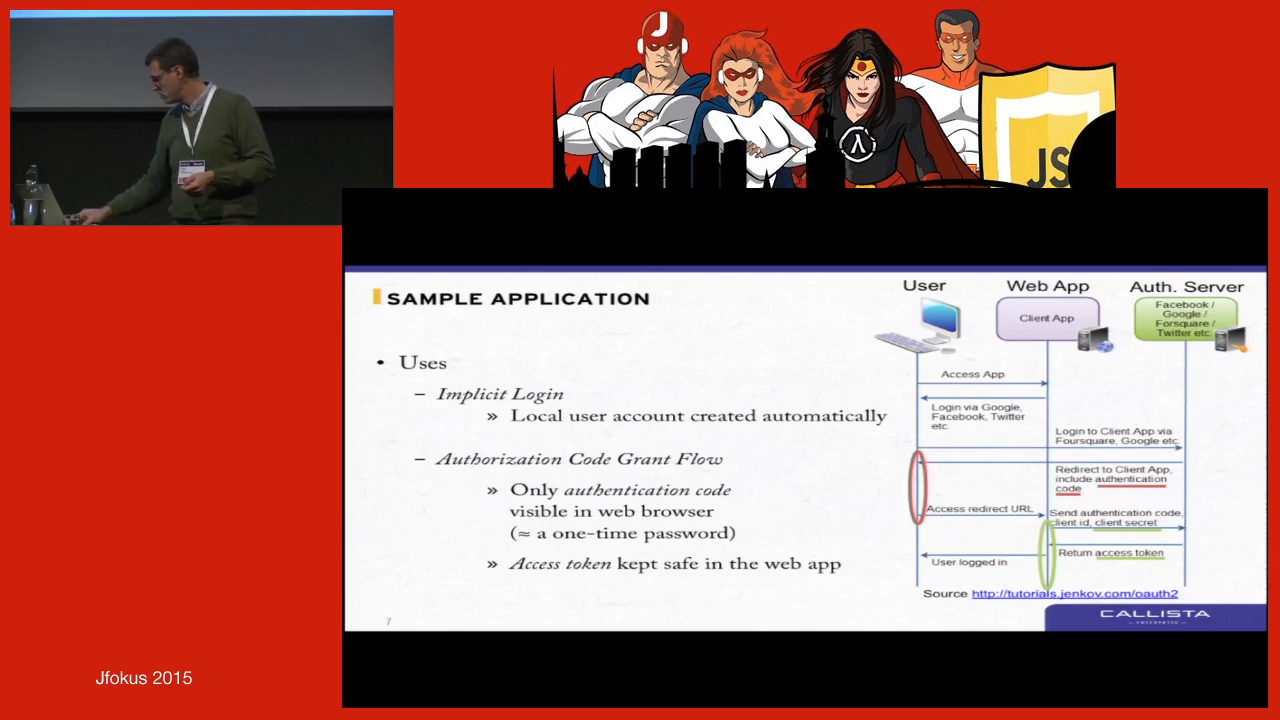 J
λ
JS
SAMPLE APPLICATION
• Uses
– Implicit Login
» Local user account created automatically
– Authorization Code Grant Flow
» Only authentication code
visible in web browser
(≈ a one-time password)
» Access token kept safe in the web app
7
User
Web App
Auth. Server
Client App
Facebook /
Google /
Forsquare /
Twitter etc.
Access App
Login via Google,
Facebook, Twitter
etc.
Login to Client App via
Foursquare, Google etc.
Redirect to Client App,
include authentication
code
Access redirect URL
Send authentication code,
client id, client secret
Return access token
User logged in
Source http://tutorials.jenkov.com/oauth2
CALLISTA
— ENTERPRISE —
Jfokus 2015